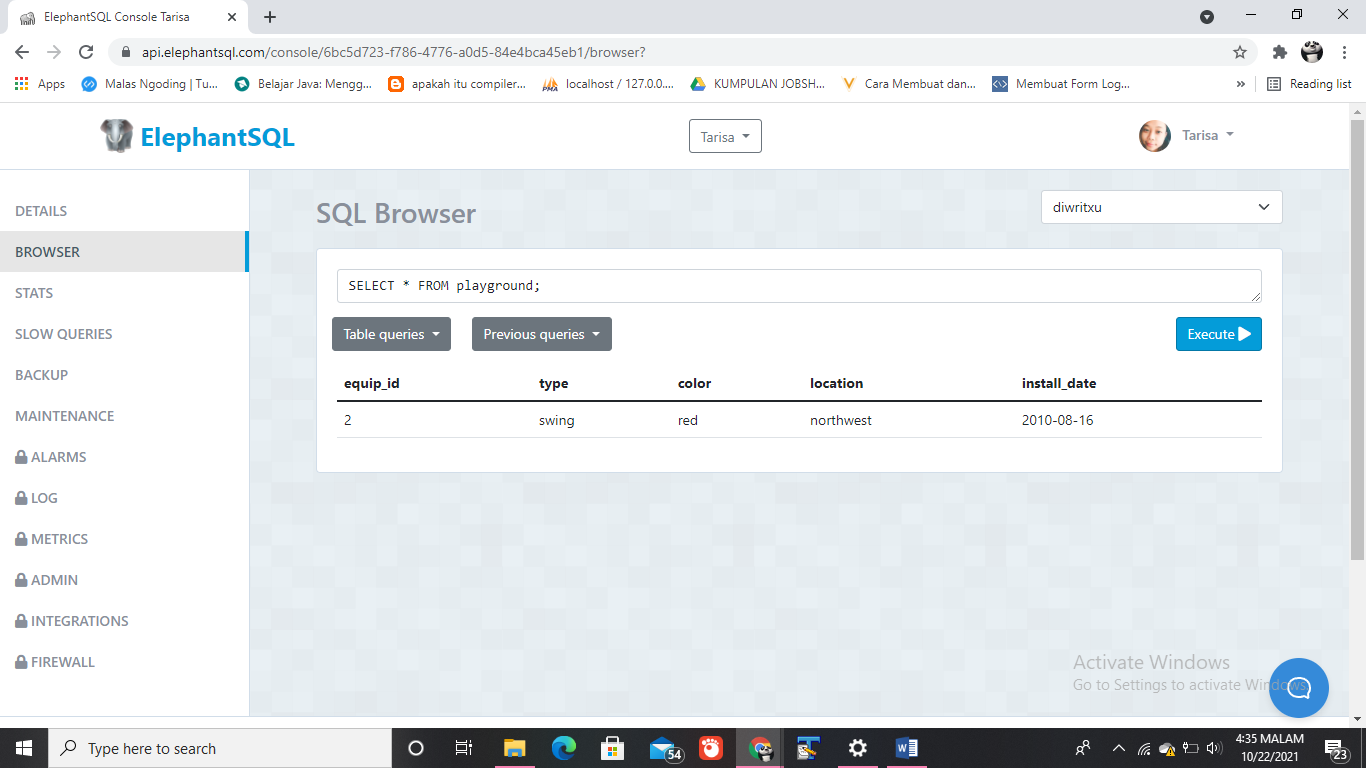 ElephantSQL Console Tarisa
api.elephantsql.com/console/6bc5d723-f786-4776-a0d5-84e4bca45eb1/browser?
Apps
Malas Ngoding | Tu...
Belajar Java: Mengg...
apakah itu compiler...
PMA
localhost / 127.0.0....
KUMPULAN JOBSH...
Cara Membuat dan...
Membuat Form Log...
»
Reading list
ElephantSQL
Tarisa
Tarisa
DETAILS
BROWSER
STATS
SLOW QUERIES
BACKUP
MAINTENANCE
ALARMS
LOG
METRICS
ADMIN
INTEGRATIONS
FIREWALL
SQL Browser
diwritxu
SELECT * FROM playground;
Table queries
Previous queries
Execute
equip_id type color location install_date
2 swing red northwest 2010-08-16
Activate Windows
Go to Settings to activate Windows.
Type here to search
54
4:35 MALAM
10/22/2021
23